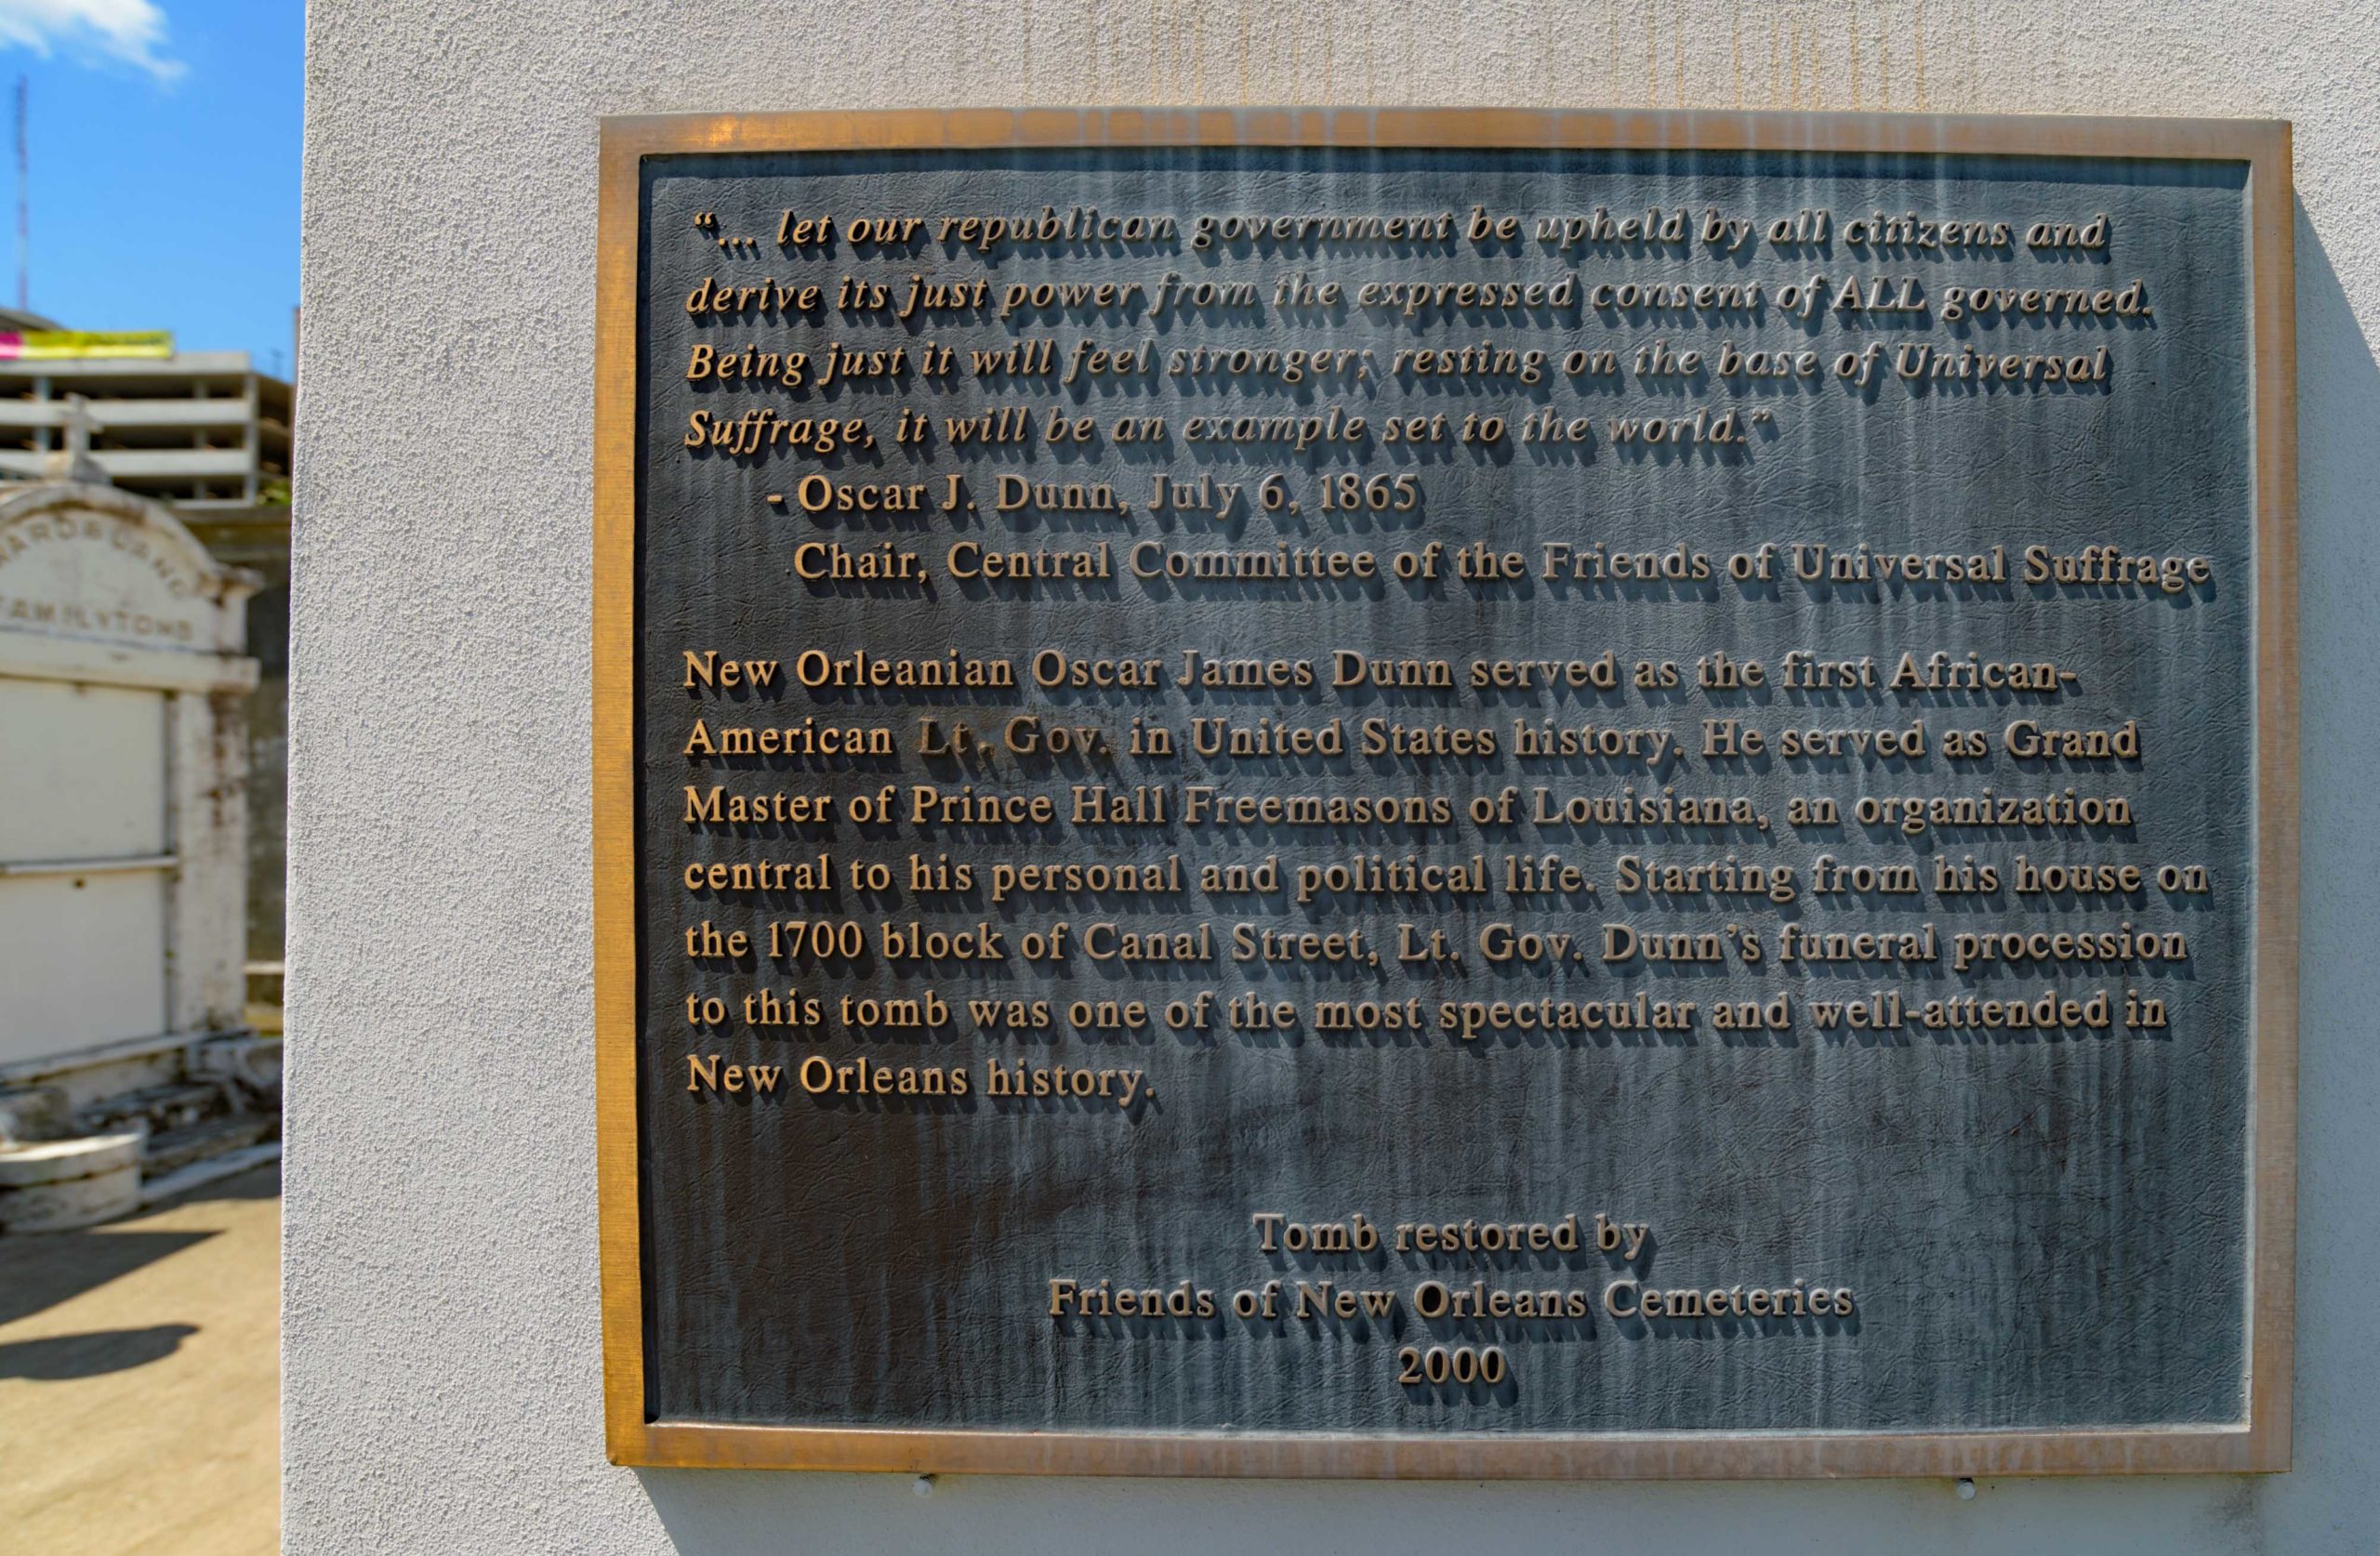 “... let our republican government be upheld by all citizens and
derive its just power from the expressed consent of ALL governed.
Being just it will feel stronger; resting on the base of Universal
Suffrage, it will be an example set to the world.”
- Oscar J. Dunn, July 6, 1865
Chair, Central Committee of the Friends of Universal Suffrage
New Orleanian Oscar James Dunn served as the first African-
American Lt. Gov. in United States history. He served as Grand
Master of Prince Hall Freemasons of Louisiana, an organization
central to his personal and political life. Starting from his house on
the 1700 block of Canal Street, Lt. Gov. Dunn’s funeral procession
to this tomb was one of the most spectacular and well-attended in
New Orleans history.
Tomb restored by
Friends of New Orleans Cemeteries
2000